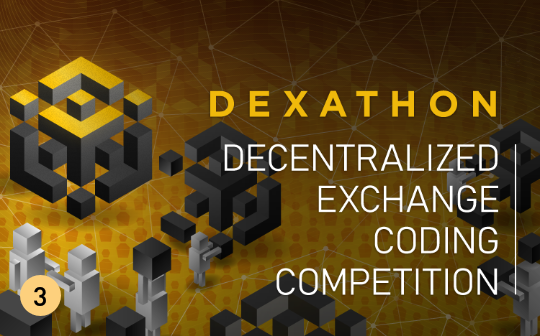 DEXATHON
DECENTRALIZED
EXCHANGE
CODING
COMPETITION
3